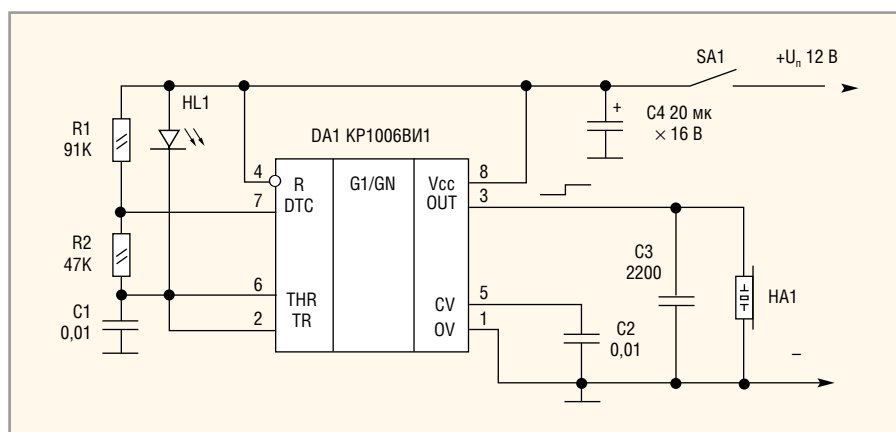 SA1
+Uп 12 В
HL1
+
C4 20 мк
× 16 В
R1
91K
DA1 КР1006ВИ1
4
R
G1/GN
Vcc
8
7
DTC
OUT
3
R2
47K
C3
2200
6
THR
CV
5
HA1
C1
0,01
2
TR
0V
1
C2
0,01
–